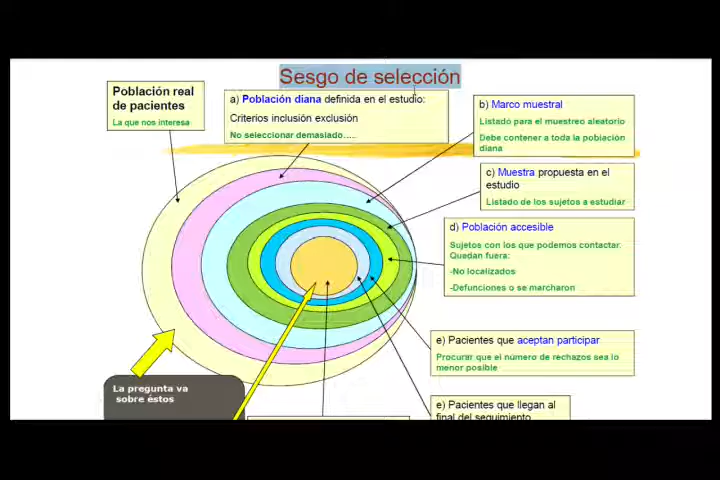 Sesgo de selección
Población real
de pacientes
La que nos interesa
a) Población diana definida en el estudio:
Criterios inclusión exclusión
No seleccionar demasiado.....
b) Marco muestral
Listado para el muestreo aleatorio
Debe contener a toda la población
diana
c) Muestra propuesta en el
estudio
Listado de los sujetos a estudiar
d) Población accesible
Sujetos con los que podemos contactar.
Quedan fuera:
-No localizados
-Defunciones o se marcharon
e) Pacientes que aceptan participar
Procurar que el número de rechazos sea lo
menor posible
e) Pacientes que llegan al
final del seguimiento
La pregunta va
sobre éstos